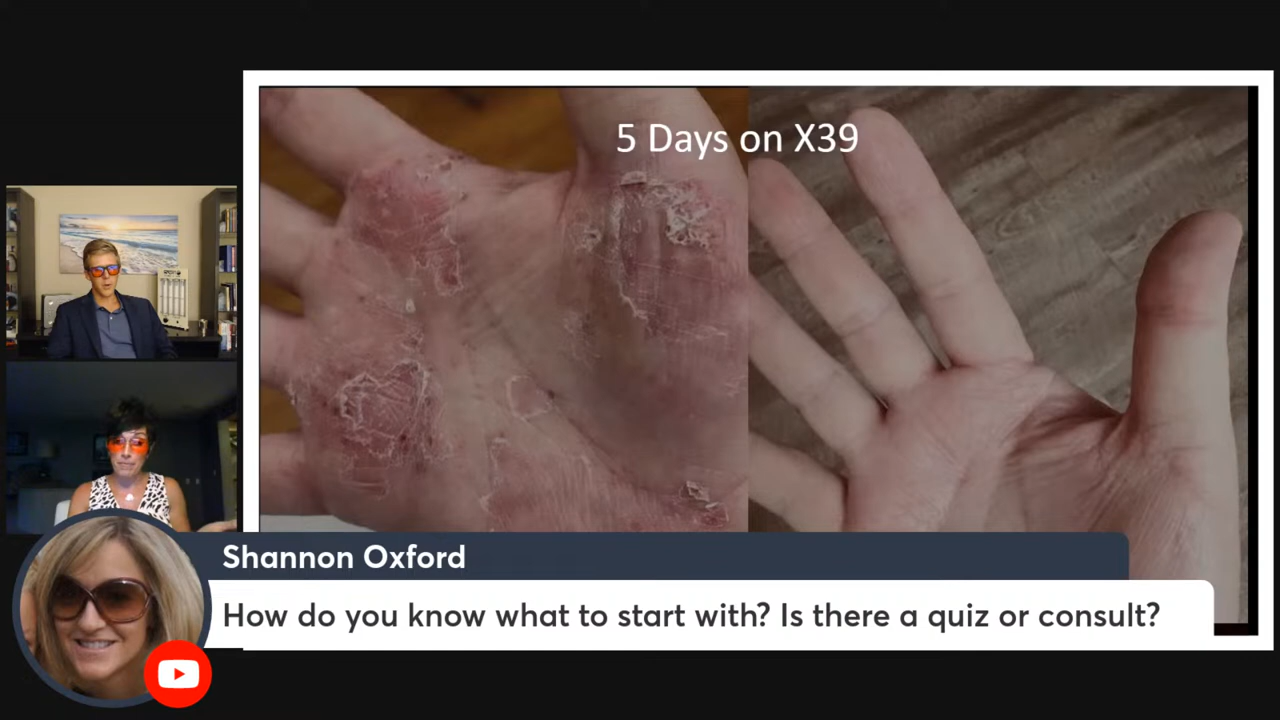 5 Days on X39
Shannon Oxford
How do you know what to start with? Is there a quiz or consult?